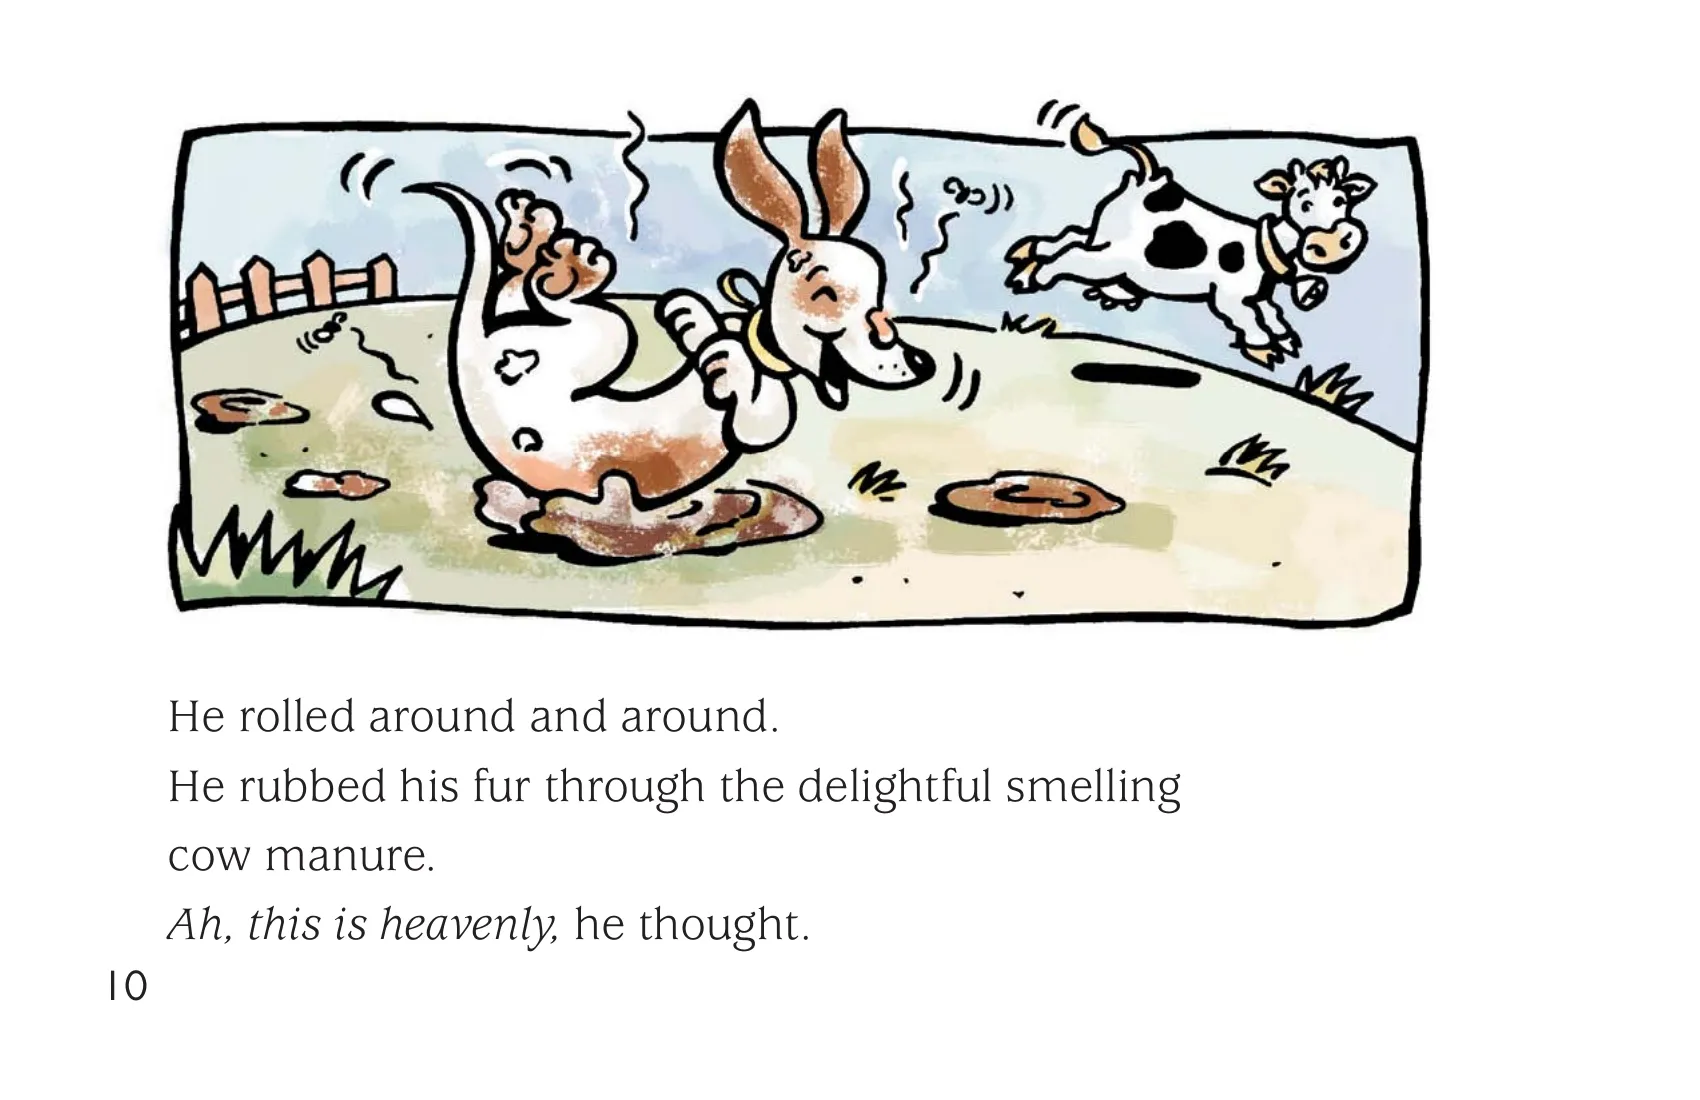 He rolled around and around.
He rubbed his fur through the delightful smelling
cow manure.
Ah, this is heavenly, he thought.
10